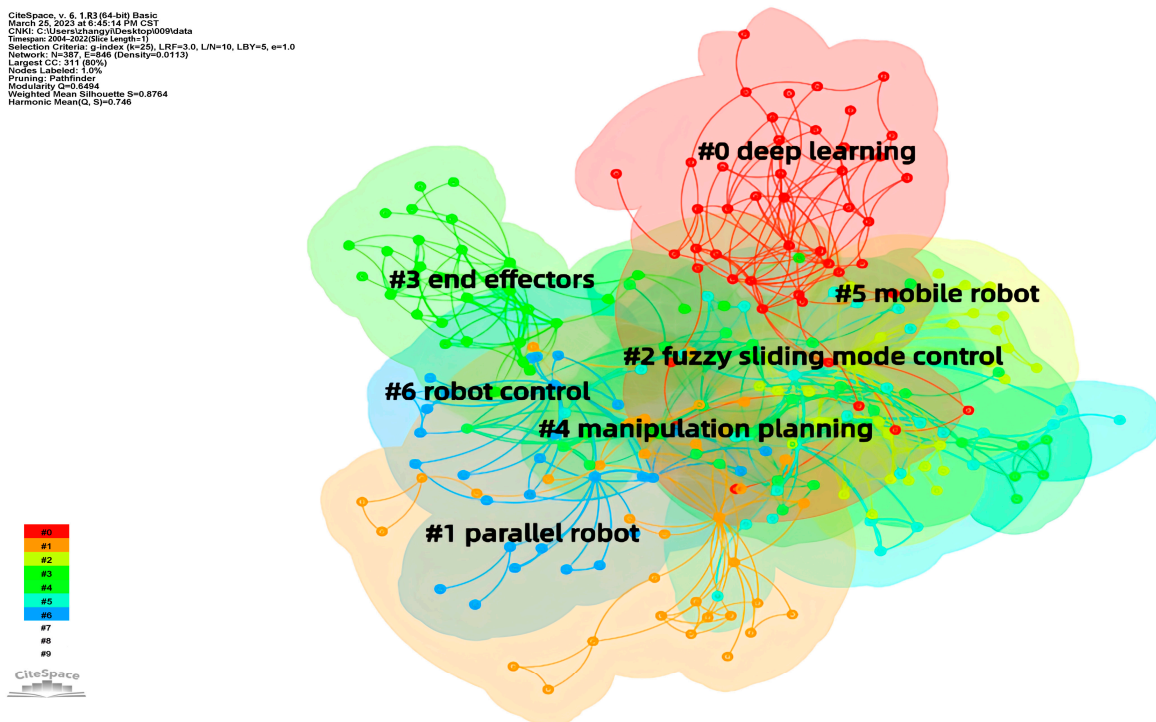 CiteSpace, v. 6. 1.R3 (64-bit) Basic
March 25, 2023 at 6:45:14 PM CST
CNKI: C:\Users\zhangyi\Desktop\009\data
Timespan: 2004-2022(Slice Length=1)
Selection Criteria: g-index (k=25), LRF=3.0, L/N=10, LBY=5, e=1.0
Network: N=387, E=846 (Density=0.0113)
Largest CC: 311 (80%)
Nodes Labeled: 1.0%
Pruning: Pathfinder
Modularity Q=0.6494
Weighted Mean Silhouette S=0.8764
Harmonic Mean(Q, S)=0.746
#0 deep learning
#3 end effectors
#5 mobile robot
#2 fuzzy sliding mode control
#6 robot control
#4 manipulation planning
#1 parallel robot
#0
#1
#2
#3
#4
#5
#6
#7
#8
#9
CiteSpace